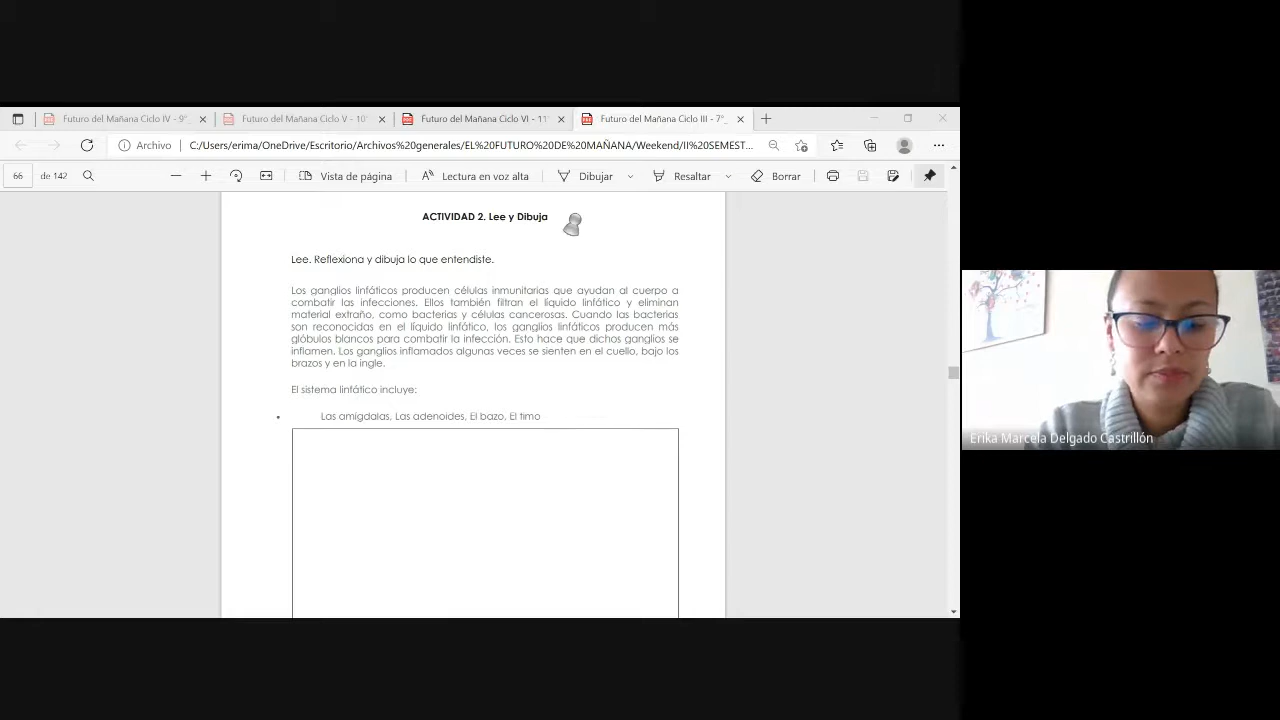 Futuro del Mañana Ciclo IV - 9°_
Futuro del Mañana Ciclo V - 10°
Futuro del Mañana Ciclo VI - 11°
Futuro del Mañana Ciclo III - 7°_
Archivo
C:/Users/erima/OneDrive/Escritorio/Archivos%20generales/EL%20FUTURO%20DE%20MAÑANA/Weekend/II%20SEMEST...
66 de 142
Vista de página
Lectura en voz alta
Dibujar
Resaltar
Borrar
ACTIVIDAD 2. Lee y Dibuja
Lee. Reflexiona y dibuja lo que entendiste.
Los ganglios linfáticos producen células inmunitarias que ayudan al cuerpo a
combatir las infecciones. Ellos también filtran el líquido linfático y eliminan
material extraño, como bacterias y células cancerosas. Cuando las bacterias
son reconocidas en el líquido linfático, los ganglios linfáticos producen más
glóbulos blancos para combatir la infección. Esto hace que dichos ganglios se
inflamen. Los ganglios inflamados algunas veces se sienten en el cuello, bajo los
brazos y en la ingle.
El sistema linfático incluye:
• Las amígdalas, Las adenoides, El bazo, El timo
Erika Marcela Delgado Castrillón